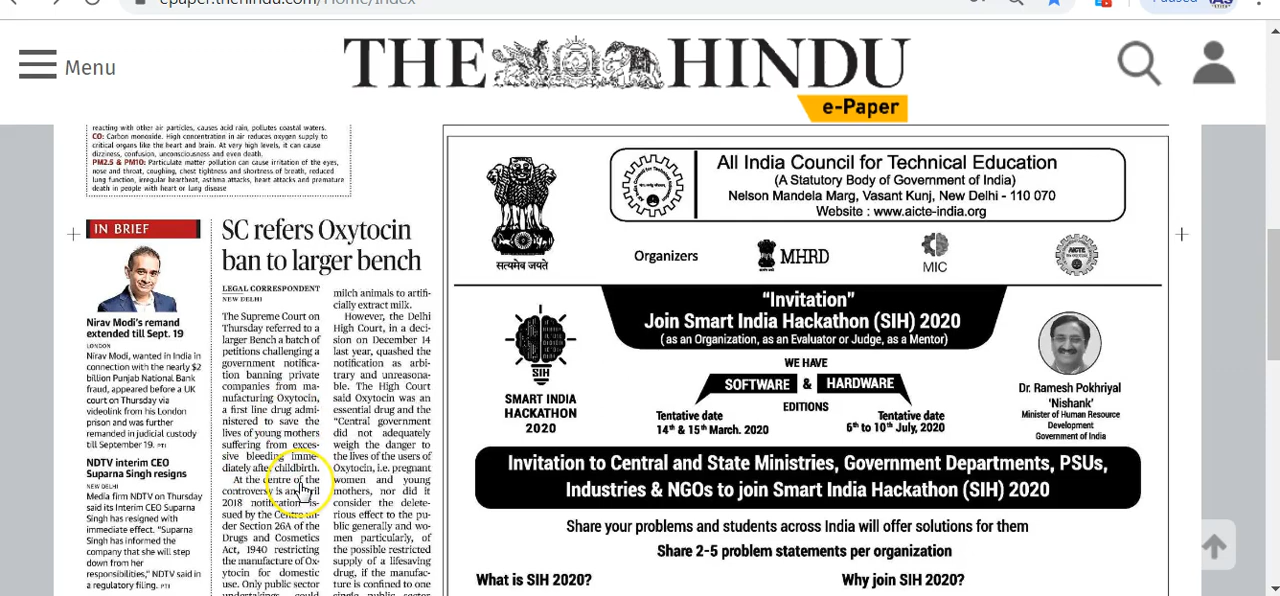 epaper.thehindu.com/Home/Index
Paused
Menu
THE HINDU
e-Paper
reacting with other air particles, causes acid rain, pollutes coastal waters.
CO: Carbon monoxide. High concentration in air reduces oxygen supply to
critical organs like the heart and brain. At very high levels, it can cause
dizziness, confusion, unconsciousness and even death.
PM2.5 & PM10: Particulate matter pollution can cause irritation of the eyes,
nose and throat, coughing, chest tightness and shortness of breath, reduced
lung function, irregular heartbeat, asthma attacks, heart attacks and premature
death in people with heart or lung disease
IN BRIEF
Nirav Modi's remand
extended till Sept. 19
LONDON
Nirav Modi, wanted in India in
connection with the nearly $2
billion Punjab National Bank
fraud, appeared before a UK
court on Thursday via
videolink from his London
prison and was further
remanded in judicial custody
till September 19. PTI
NDTV interim CEO
Suparna Singh resigns
NEW DELHI
Media firm NDTV on Thursday
said its Interim CEO Suparna
Singh has resigned with
immediate effect. "Suparna
Singh has informed the
company that she will step
down from her
responsibilities," NDTV said in
a regulatory filing. PTI
SC refers Oxytocin
ban to larger bench
LEGAL CORRESPONDENT
NEW DELHI
The Supreme Court on
Thursday referred to a
larger Bench a batch of
petitions challenging a
government notifica-
tion banning private
companies from ma-
nufacturing Oxytocin,
a first line drug admi-
nistered to save the
lives of young mothers
suffering from exces-
sive bleeding imme-
diately after childbirth.
At the centre of the
controversy is an April
2018 notification is-
sued by the Centre un-
der Section 26A of the
Drugs and Cosmetics
Act, 1940 restricting
the manufacture of Ox-
ytocin for domestic
use. Only public sector
undertakings could
milch animals to artifi-
cially extract milk.
However, the Delhi
High Court, in a deci-
sion on December 14
last year, quashed the
notification as arbi-
trary and unreasona-
ble. The High Court
said Oxytocin was an
essential drug and the
"Central government
did not adequately
weigh the danger to
the lives of the users of
Oxytocin, i.e. pregnant
women and young
mothers, nor did it
consider the delete-
rious effect to the pu-
blic generally and wo-
men particularly, of
the possible restricted
supply of a lifesaving
drug, if the manufac-
ture is confined to one
single public sector
सत्यमेव जयते
All India Council for Technical Education
(A Statutory Body of Government of India)
Nelson Mandela Marg, Vasant Kunj, New Delhi - 110 070
Website : www.aicte-india.org
Organizers
MHRD
MIC
AICTE
"Invitation"
Join Smart India Hackathon (SIH) 2020
(as an Organization, as an Evaluator or Judge, as a Mentor)
SIH
SMART INDIA
HACKATHON
2020
WE HAVE
SOFTWARE & HARDWARE
EDITIONS
Tentative date
14th & 15th March. 2020
Tentative date
6th to 10th July, 2020
Dr. Ramesh Pokhriyal
'Nishank'
Minister of Human Resource
Development
Government of India
Invitation to Central and State Ministries, Government Departments, PSUs,
Industries & NGOs to join Smart India Hackathon (SIH) 2020
Share your problems and students across India will offer solutions for them
Share 2-5 problem statements per organization
What is SIH 2020?
Why join SIH 2020?